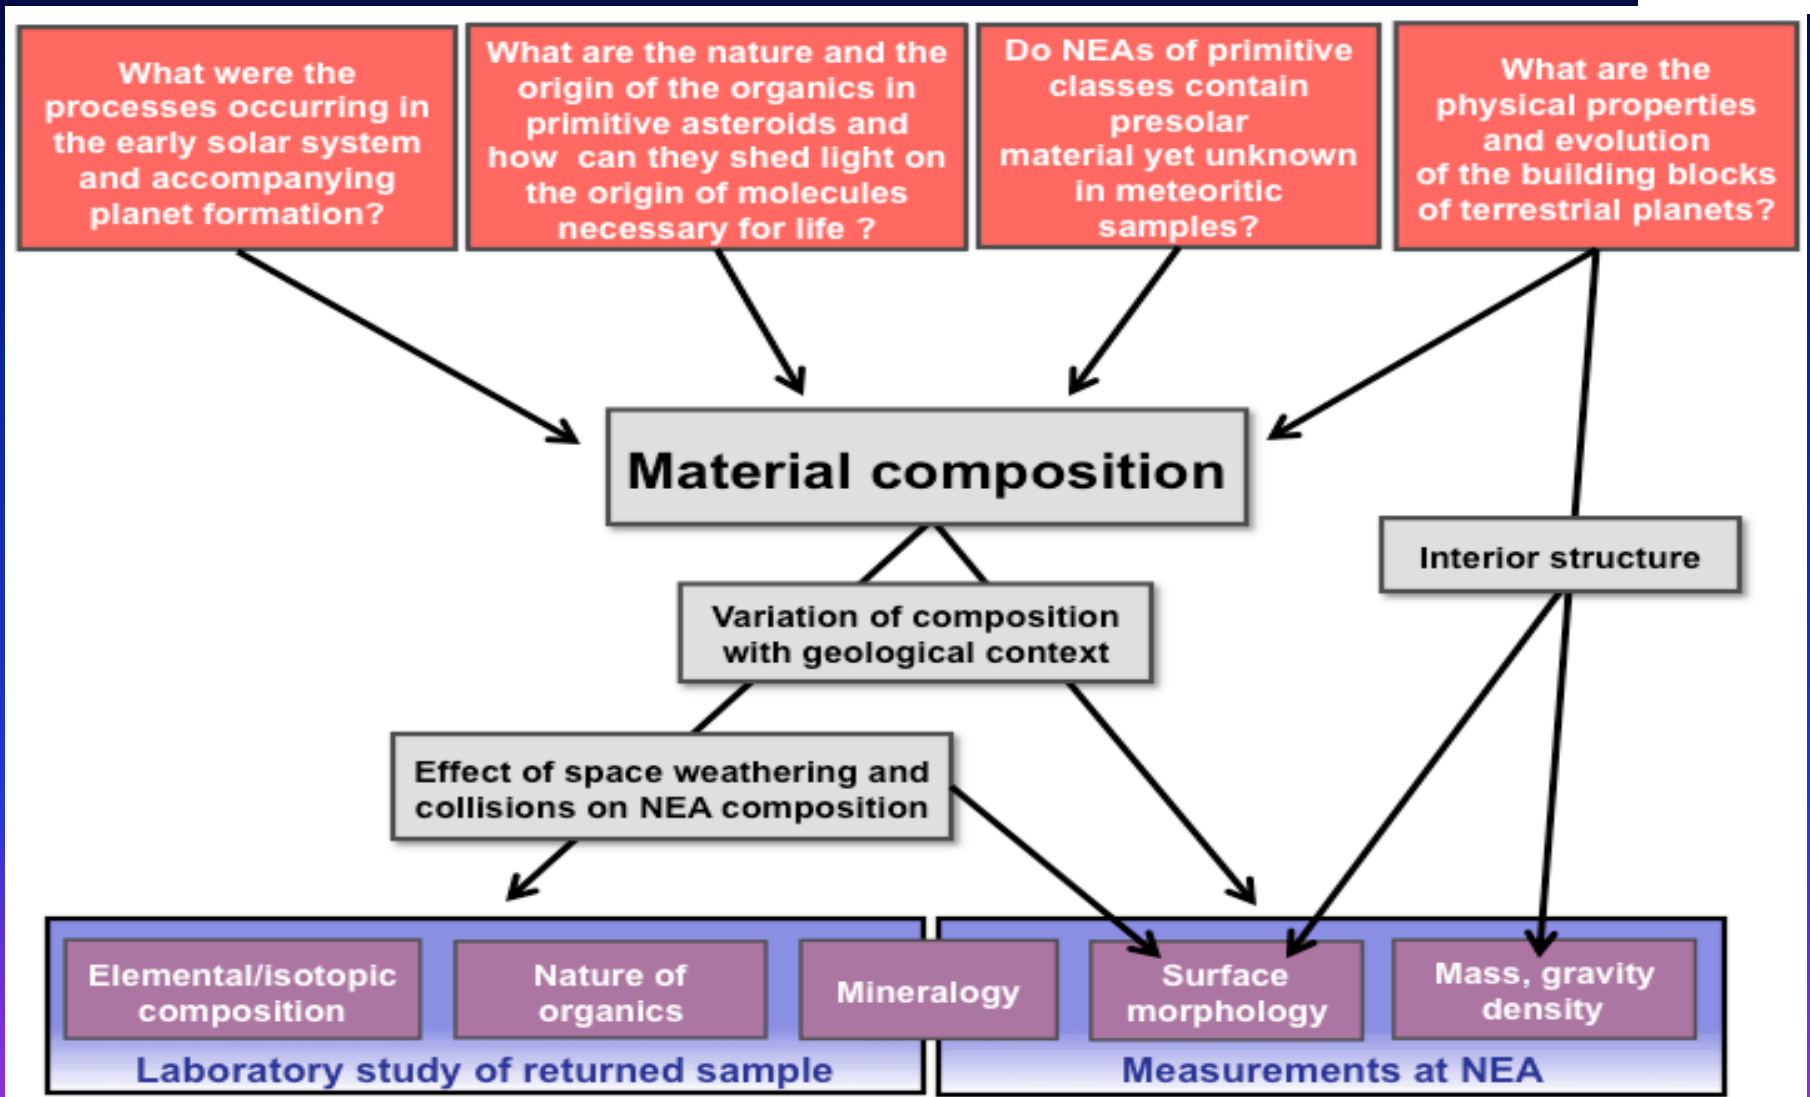 What were the
processes occurring in
the early solar system
and accompanying
planet formation?
What are the nature and the
origin of the organics in
primitive asteroids and
how can they shed light on
the origin of molecules
necessary for life ?
Do NEAs of primitive
classes contain
presolar
material yet unknown
in meteoritic
samples?
What are the
physical properties
and evolution
of the building blocks
of terrestrial planets?
Material composition
Interior structure
Variation of composition
with geological context
Effect of space weathering and
collisions on NEA composition
Elemental/isotopic
composition
Nature of
organics
Mineralogy
Surface
morphology
Mass, gravity
density
Laboratory study of returned sample
Measurements at NEA